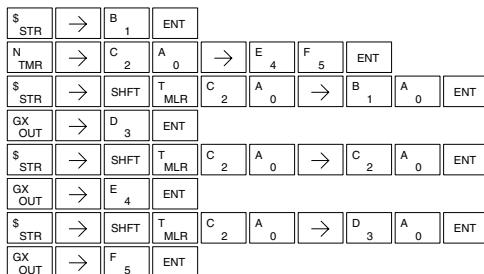 $ STR → B 1 ENT
N TMR → C 2 A 0 → E 4 F 5 ENT
$ STR → SHFT T MLR C 2 A 0 → B 1 A 0 ENT
GX OUT → D 3 ENT
$ STR → SHFT T MLR C 2 A 0 → C 2 A 0 ENT
GX OUT → E 4 ENT
$ STR → SHFT T MLR C 2 A 0 → D 3 A 0 ENT
GX OUT → F 5 ENT